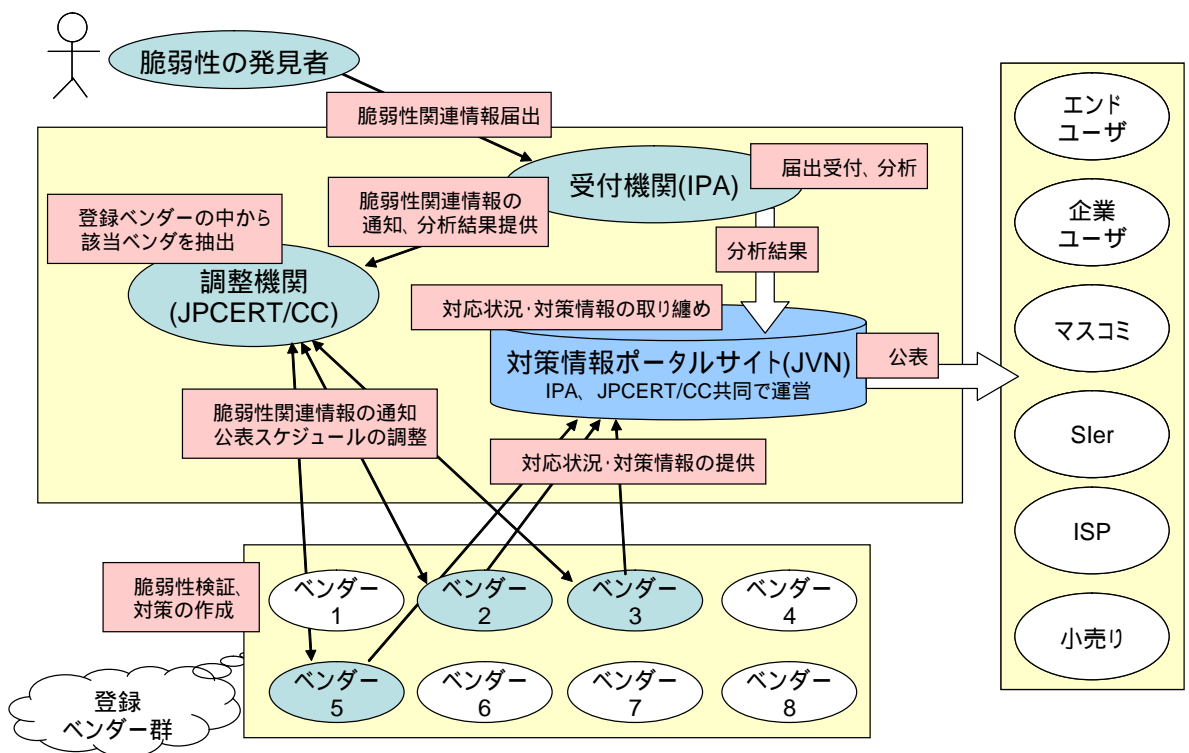 脆弱性の発見者
脆弱性関連情報届出
受付機関(IPA)
届出受付、分析
脆弱性関連情報の
通知、分析結果提供
登録ベンダーの中から
該当ベンダを抽出
調整機関
(JPCERT/CC)
分析結果
対応状況・対策情報の取り纏め
対策情報ポータルサイト(JVN)
IPA、JPCERT/CC共同で運営
公表
脆弱性関連情報の通知
公表スケジュールの調整
対応状況・対策情報の提供
脆弱性検証、
対策の作成
ベンダー
1
ベンダー
2
ベンダー
3
ベンダー
4
ベンダー
5
ベンダー
6
ベンダー
7
ベンダー
8
登録
ベンダー群
エンド
ユーザ
企業
ユーザ
マスコミ
SIer
ISP
小売り